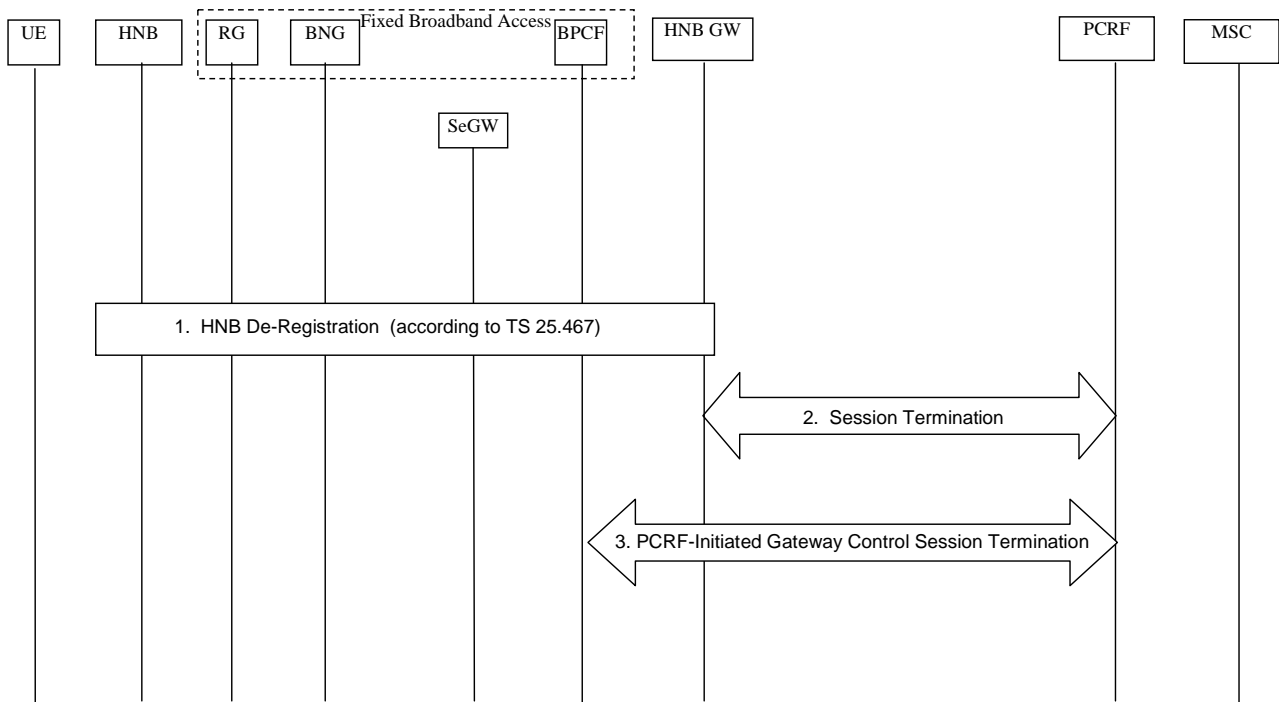 Fixed Broadband Access
UE
HNB
RG
BNG
BPCF
HNB GW
PCRF
MSC
SeGW
1. HNB De-Registration (according to TS 25.467)
2. Session Termination
3. PCRF-Initiated Gateway Control Session Termination